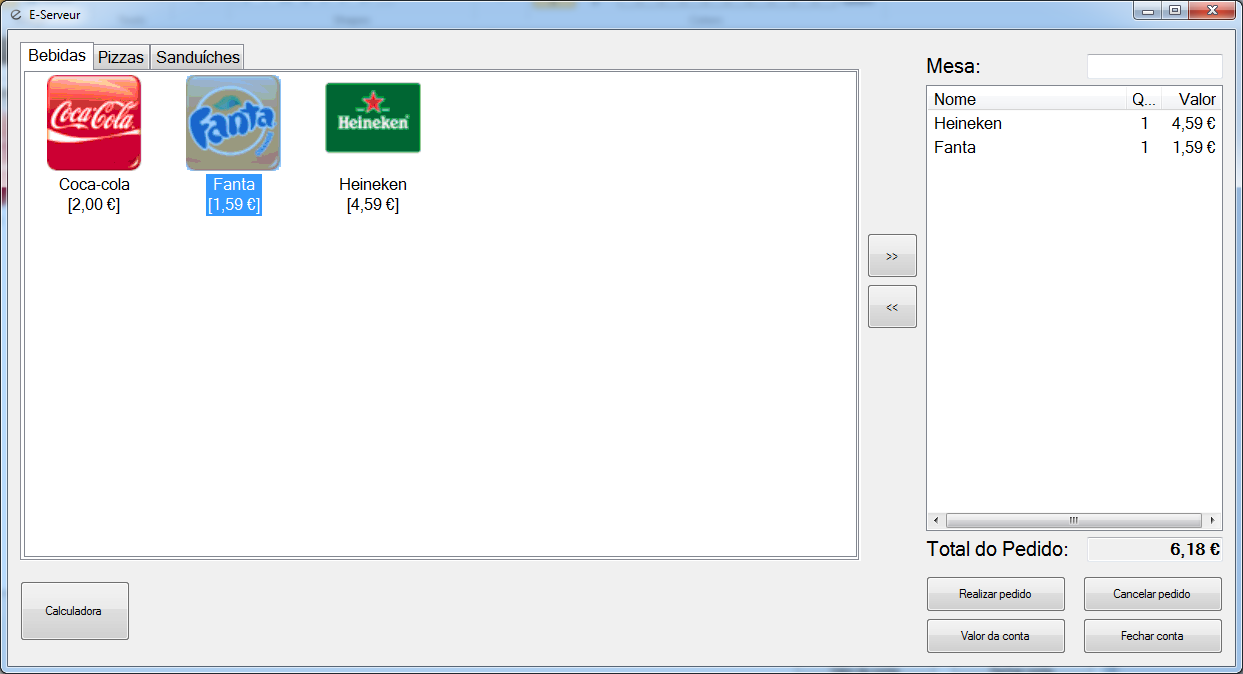 E-Serveur
Bebidas Pizzas Sanduíches
Coca-Cola
Fanta
Heineken
Coca-cola
[2,00 €]
Fanta
[1,59 €]
Heineken
[4,59 €]
>>
<<
Mesa:
Nome Q... Valor
Heineken 1 4,59 €
Fanta 1 1,59 €
Total do Pedido: 6,18 €
Realizar pedido Cancelar pedido
Valor da conta Fechar conta
Calculadora